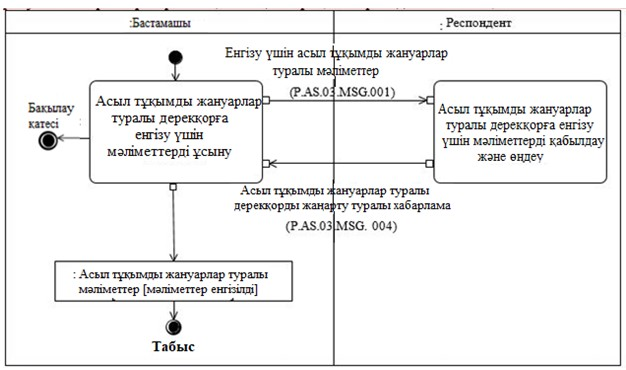 :Бастамашы
: Респондент
Енгізу үшін асыл тұқымды жануарлар
туралы мәліметтер
(P.AS.03.MSG.001)
Бақылау
қатесі
:
Асыл тұқымды жануарлар
туралы дерекқорға
енгізу үшін
мәліметтерді ұсыну
Асыл тұқымды жануарлар
туралы дерекқорға енгізу
үшін мәліметтерді қабылдау
және өңдеу
Асыл тұқымды жануарлар туралы
дерекқорды жаңарту туралы хабарлама
(P.AS.03.MSG. 004)
: Асыл тұқымды жануарлар туралы
мәліметтер [мәліметтер енгізілді]
Табыс